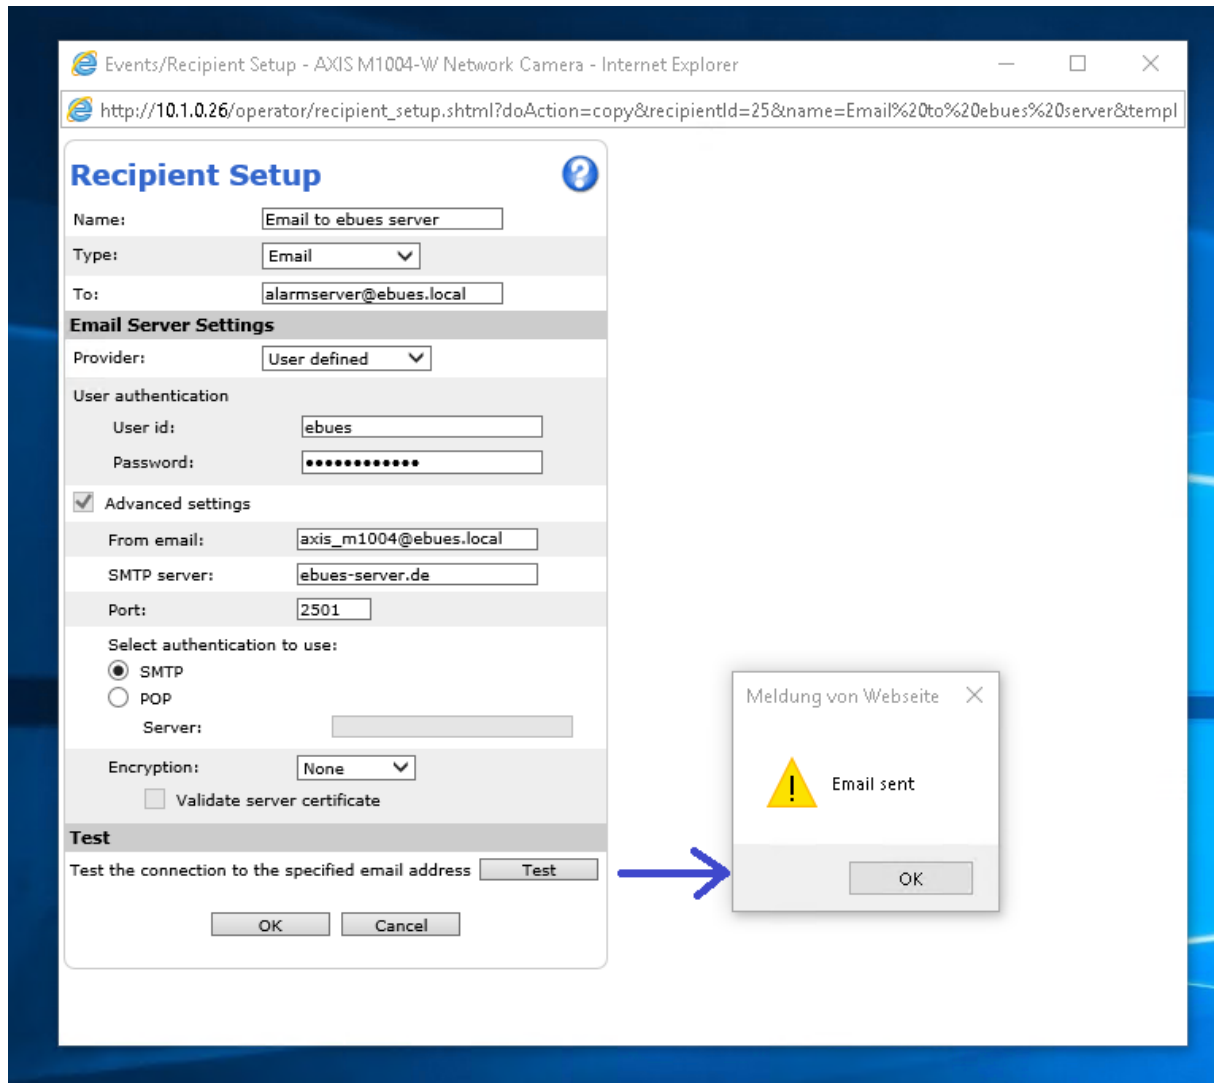 Events/Recipient Setup - AXIS M1004-W Network Camera - Internet Explorer
http://10.1.0.26/operator/recipient_setup.shtml?doAction=copy&recipientId=25&name=Email%20to%20ebues%20server&templ
Recipient Setup
?
Name: Email to ebues server
Type: Email
To: alarmserver@ebues.local
Email Server Settings
Provider: User defined
User authentication
User id: ebues
Password: ••••••••••••
Advanced settings
From email: axis_m1004@ebues.local
SMTP server: ebues-server.de
Port: 2501
Select authentication to use:
SMTP
POP
Server:
Encryption: None
Validate server certificate
Test
Test the connection to the specified email address Test
OK Cancel
Meldung von Webseite
Email sent
OK